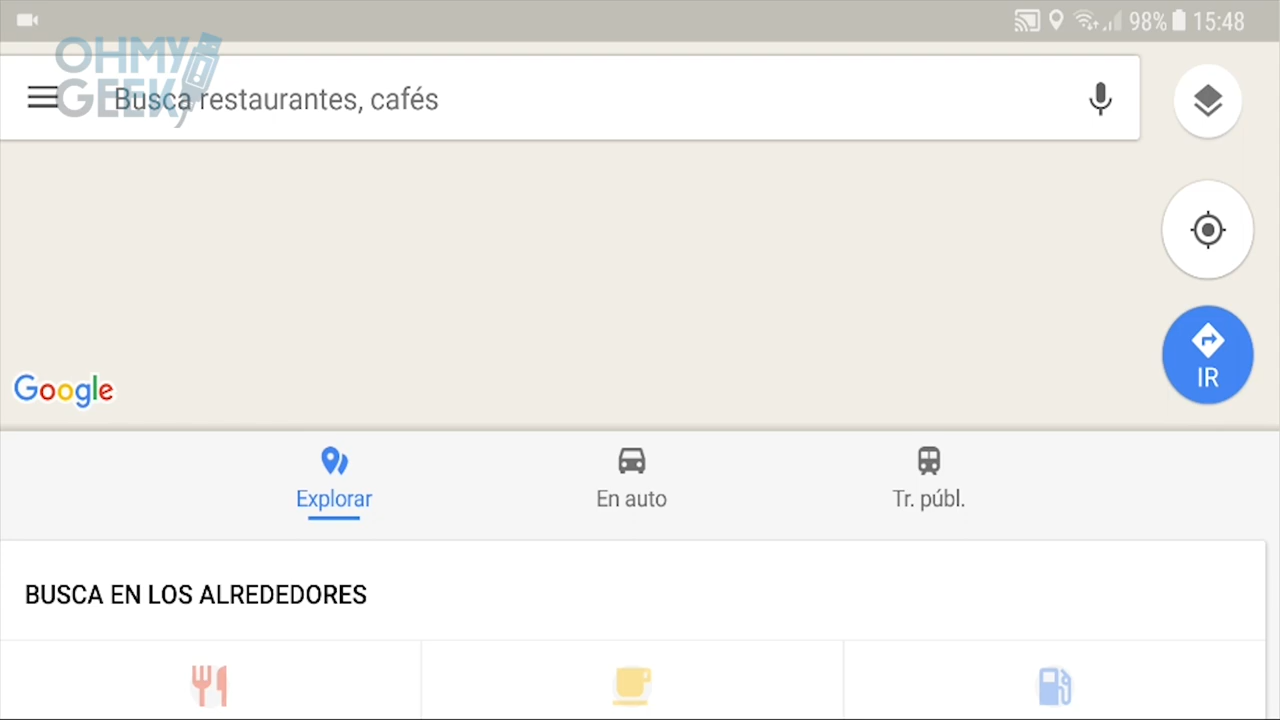 98% 15:48
OHMY
GEEK
Busca restaurantes, cafés
IR
Google
Explorar
En auto
Tr. públ.
BUSCA EN LOS ALREDEDORES